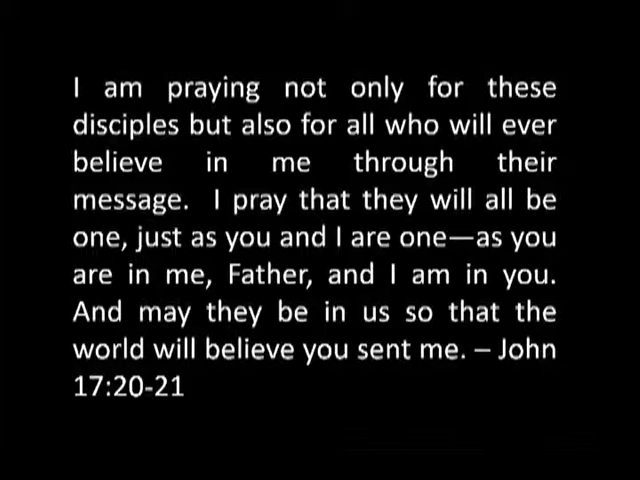 I am praying not only for these
disciples but also for all who will ever
believe in me through their
message. I pray that they will all be
one, just as you and I are one—as you
are in me, Father, and I am in you.
And may they be in us so that the
world will believe you sent me. – John
17:20-21